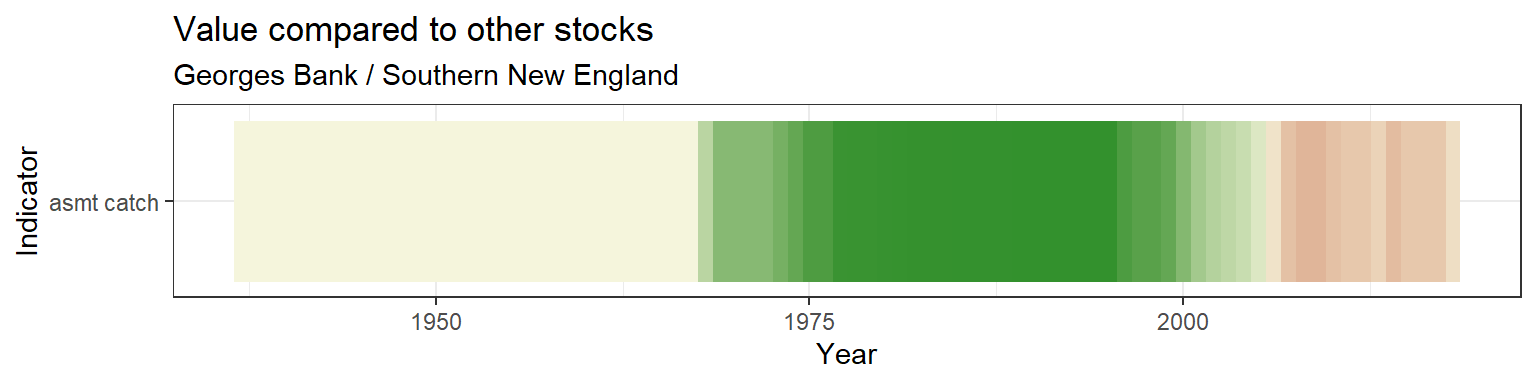 Value compared to other stocks
Georges Bank / Southern New England
Indicator
asmt catch
1950 1975 2000
Year